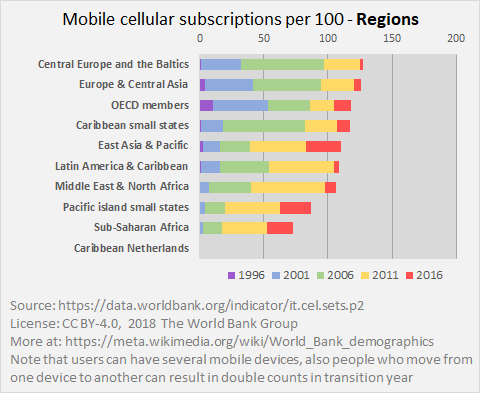 Mobile cellular subscriptions per 100 - Regions
0 50 100 150 200
Central Europe and the Baltics
Europe & Central Asia
OECD members
Caribbean small states
East Asia & Pacific
Latin America & Caribbean
Middle East & North Africa
Pacific island small states
Sub-Saharan Africa
Caribbean Netherlands
1996 2001 2006 2011 2016
Source: https://data.worldbank.org/indicator/it.cel.sets.p2
License: CC BY-4.0, 2018 The World Bank Group
More at: https://meta.wikimedia.org/wiki/World_Bank_demographics
Note that users can have several mobile devices, also people who move from
one device to another can result in double counts in transition year